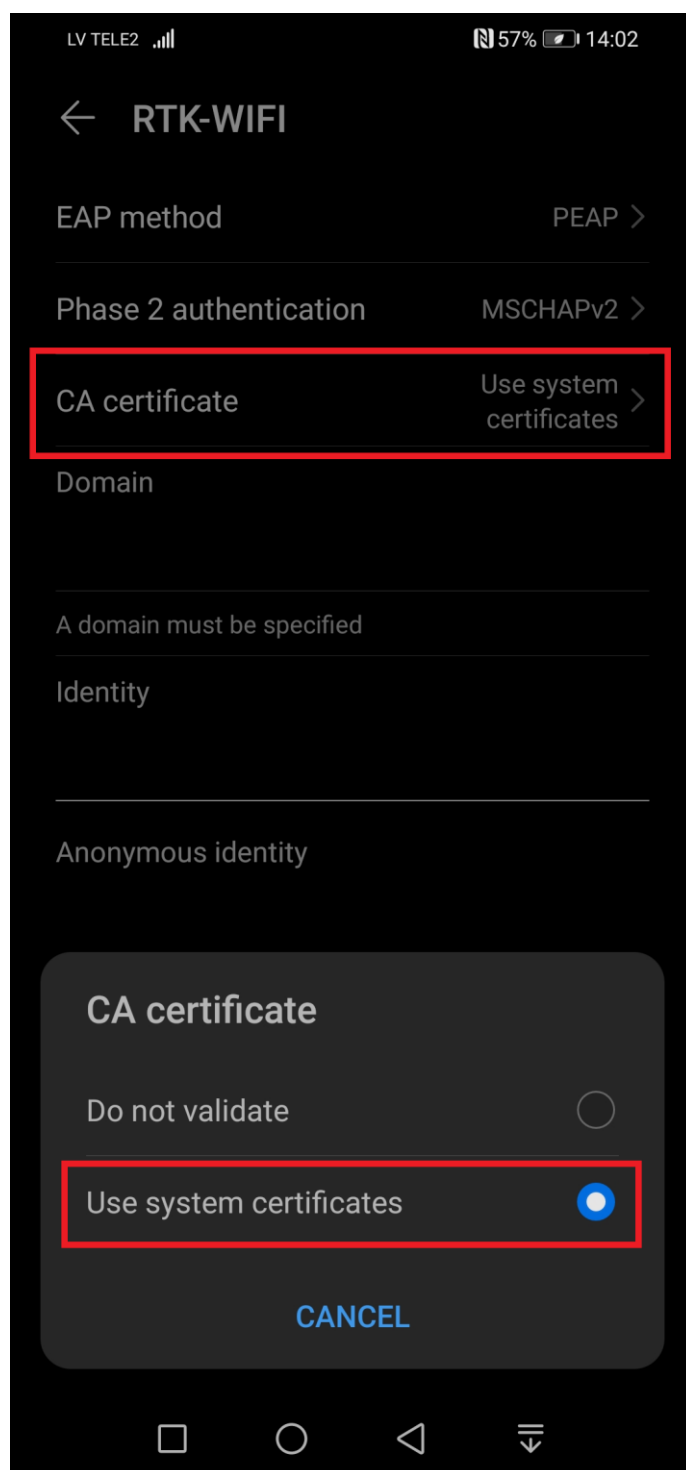 LV TELE2 57% 14:02
RTK-WIFI
EAP method PEAP
Phase 2 authentication MSCHAPv2
CA certificate Use system
certificates
Domain
A domain must be specified
Identity
Anonymous identity
CA certificate
Do not validate
Use system certificates
CANCEL